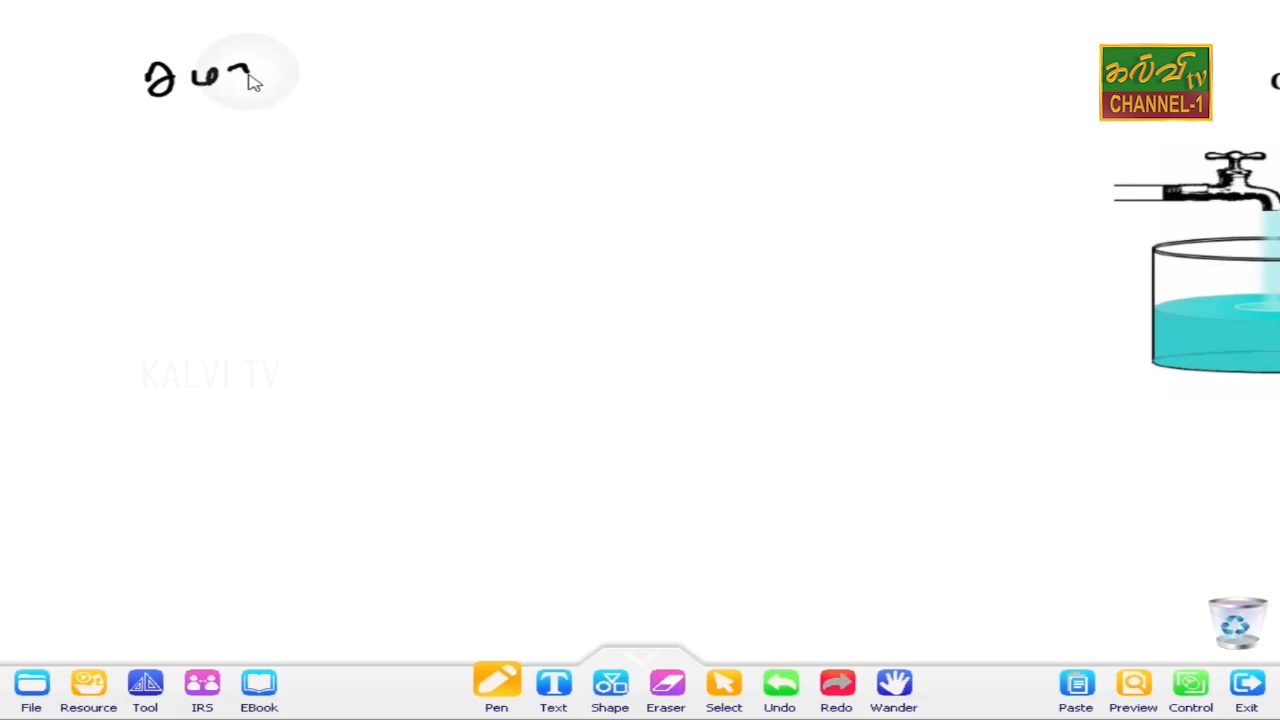 கல்வி tv
CHANNEL-1
KALVI TV
File Resource Tool IRS EBook Pen Text Shape Eraser Select Undo Redo Wander Paste Preview Control Exit